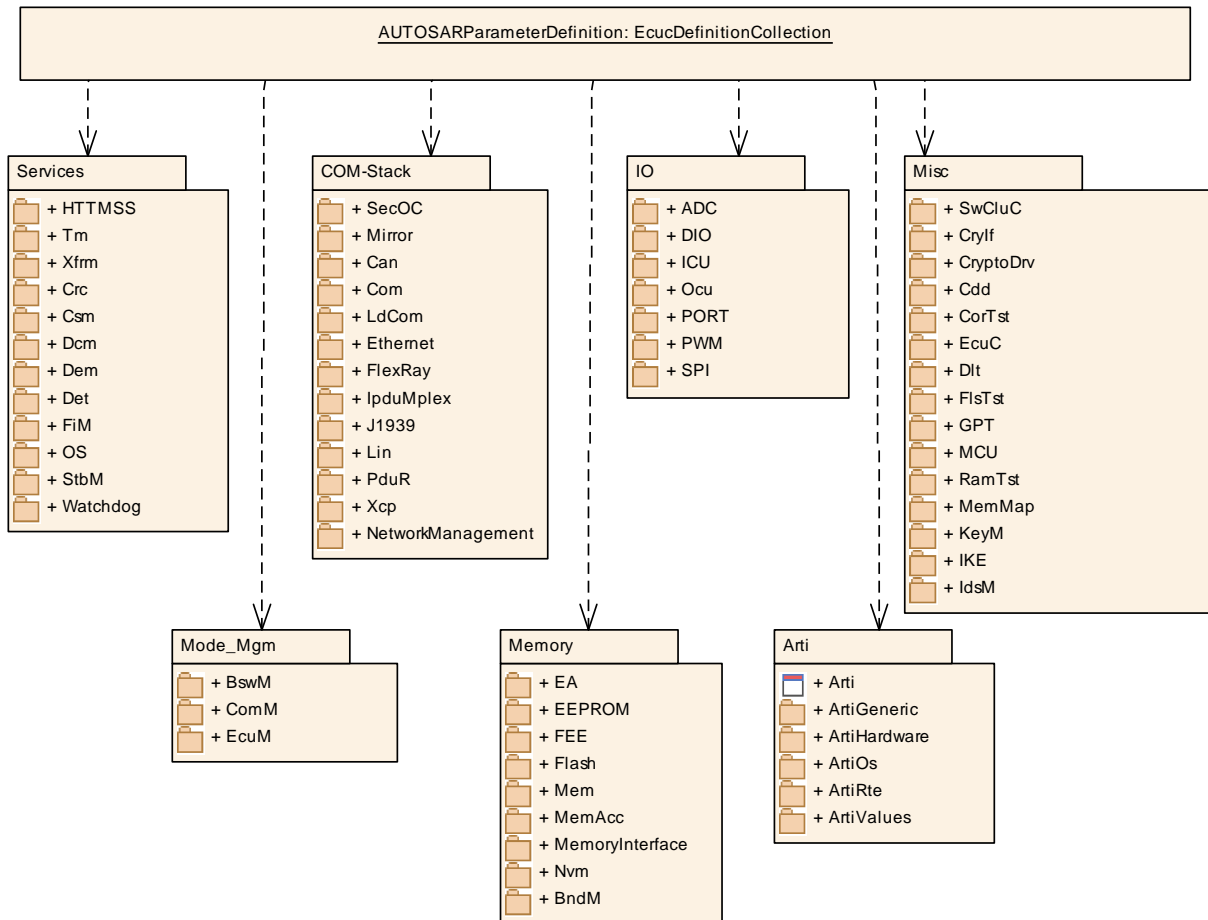 AUTOSARParameterDefinition: EcucDefinitionCollection
Services
+ HTTMSS
+ Tm
+ Xfrm
+ Crc
+ Csm
+ Dcm
+ Dem
+ Det
+ FiM
+ OS
+ StbM
+ Watchdog
COM-Stack
+ SecOC
+ Mirror
+ Can
+ Com
+ LdCom
+ Ethernet
+ FlexRay
+ IpduMplex
+ J1939
+ Lin
+ PduR
+ Xcp
+ NetworkManagement
IO
+ ADC
+ DIO
+ ICU
+ Ocu
+ PORT
+ PWM
+ SPI
Misc
+ SwCluC
+ CryIf
+ CryptoDrv
+ Cdd
+ CorTst
+ EcuC
+ Dlt
+ FlsTst
+ GPT
+ MCU
+ RamTst
+ MemMap
+ KeyM
+ IKE
+ IdsM
Mode_Mgm
+ BswM
+ ComM
+ EcuM
Memory
+ EA
+ EEPROM
+ FEE
+ Flash
+ Mem
+ MemAcc
+ MemoryInterface
+ Nvm
+ BndM
Arti
+ Arti
+ ArtiGeneric
+ ArtiHardware
+ ArtiOs
+ ArtiRte
+ ArtiValues